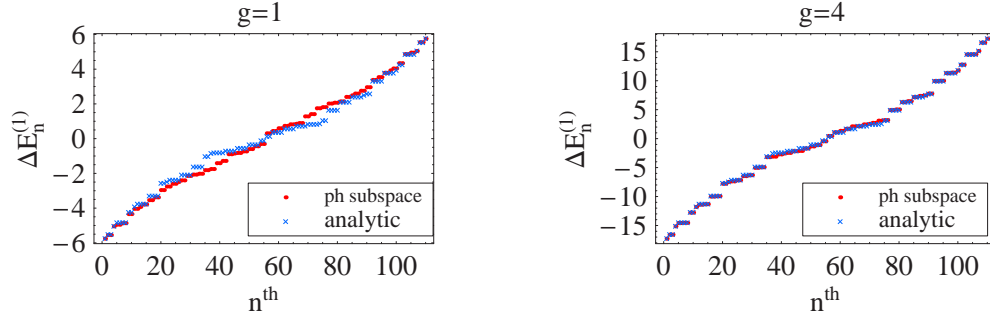 g=1
6
4
2
0
−2
−4
−6
ΔE_n^(1)
ph subspace
analytic
0 20 40 60 80 100
n^th
g=4
15
10
5
0
−5
−10
−15
ΔE_n^(1)
ph subspace
analytic
0 20 40 60 80 100
n^th